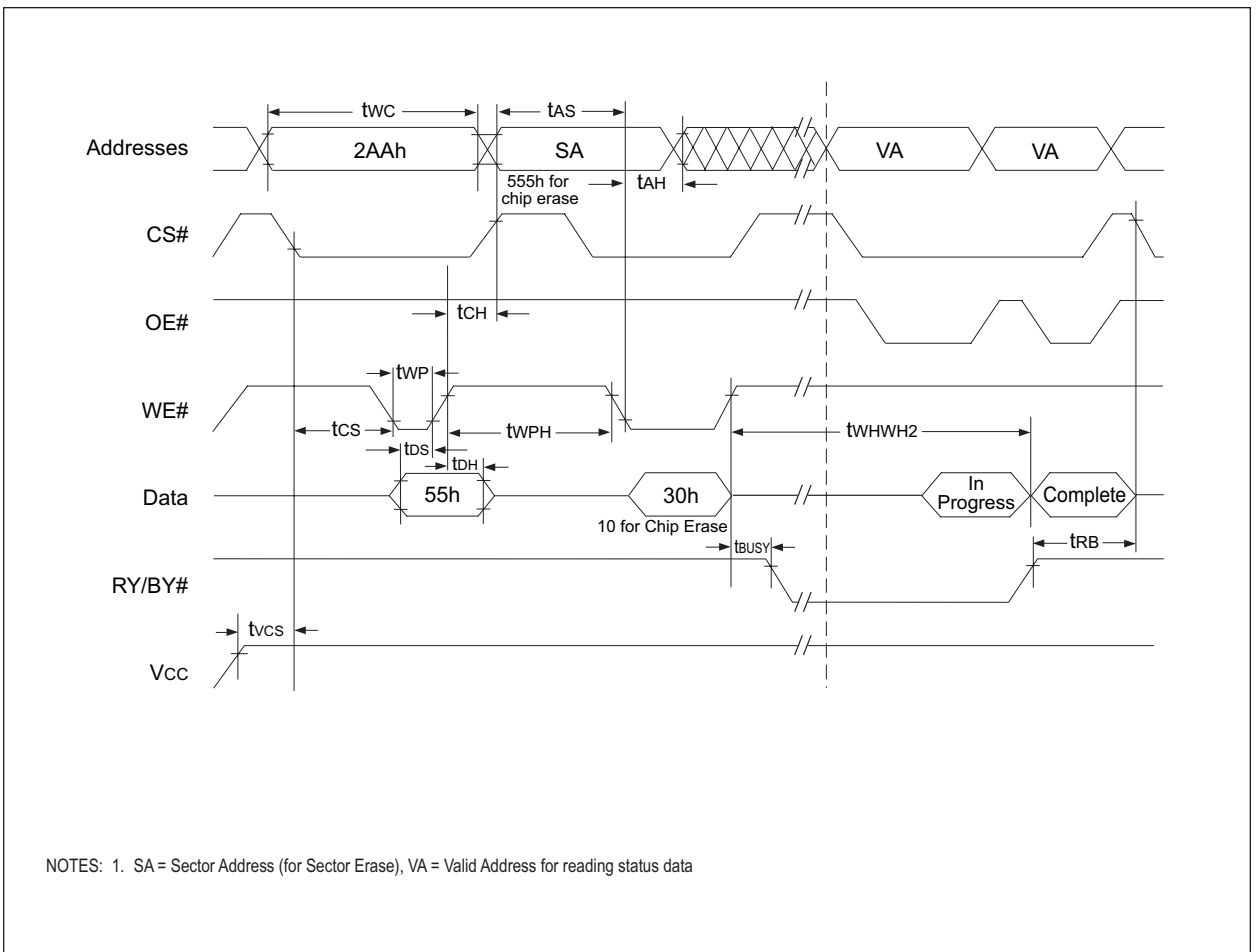 tWC
tAS
Addresses
2AAh
SA
VA
VA
555h for
chip erase
tAH
CS#
OE#
tCH
tWP
WE#
tCS
tWPH
tWHWH2
tDS
tDH
Data
55h
30h
In
Progress
Complete
10 for Chip Erase
tBUSY
tRB
RY/BY#
tVCS
VCC
NOTES: 1. SA = Sector Address (for Sector Erase), VA = Valid Address for reading status data